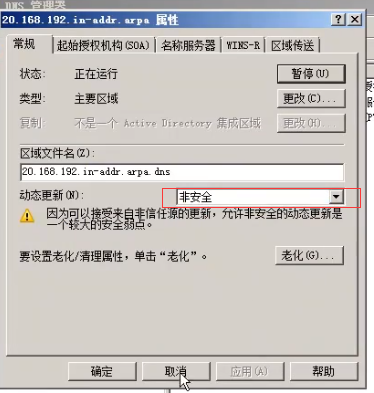 DNS 管理器
20.168.192.in-addr.arpa 属性
常规 起始授权机构(SOA) 名称服务器 WINS-R 区域传送
状态: 正在运行 暂停(U)
类型: 主要区域 更改(C)...
复制: 不是一个 Active Directory 集成区域 更改(H)...
区域文件名(Z):
20.168.192.in-addr.arpa.dns
动态更新(N): 非安全
因为可以接受来自非信任源的更新，允许非安全的动态更新是
一个较大的安全弱点。
要设置老化/清理属性，单击“老化”。 老化(G)...
确定 取消 应用(A) 帮助